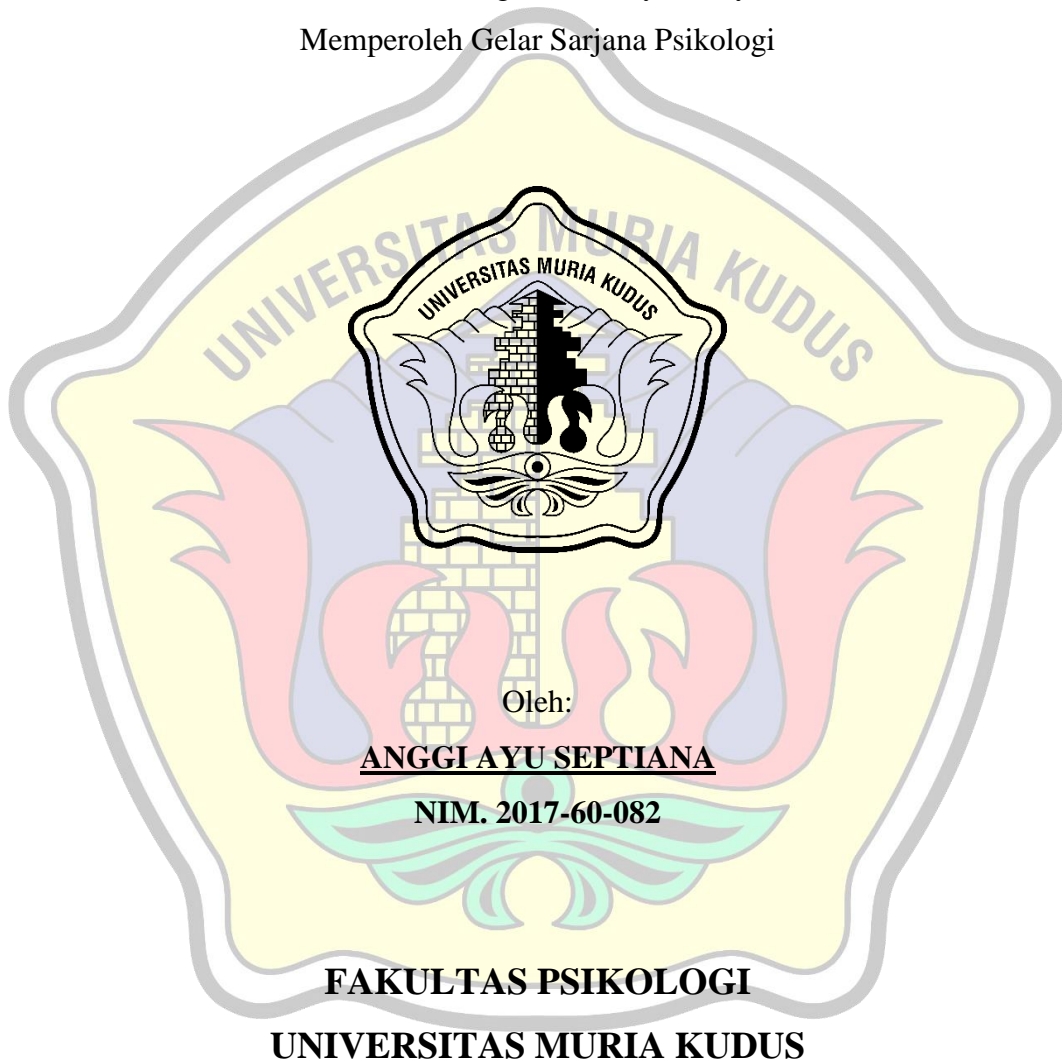 Memperoleh Gelar Sarjana Psikologi
UNIVERSITAS MURIA KUDUS
UNIVERSITAS MURIA KUDUS
Oleh:
ANGGI AYU SEPTIANA
NIM. 2017-60-082
FAKULTAS PSIKOLOGI
UNIVERSITAS MURIA KUDUS